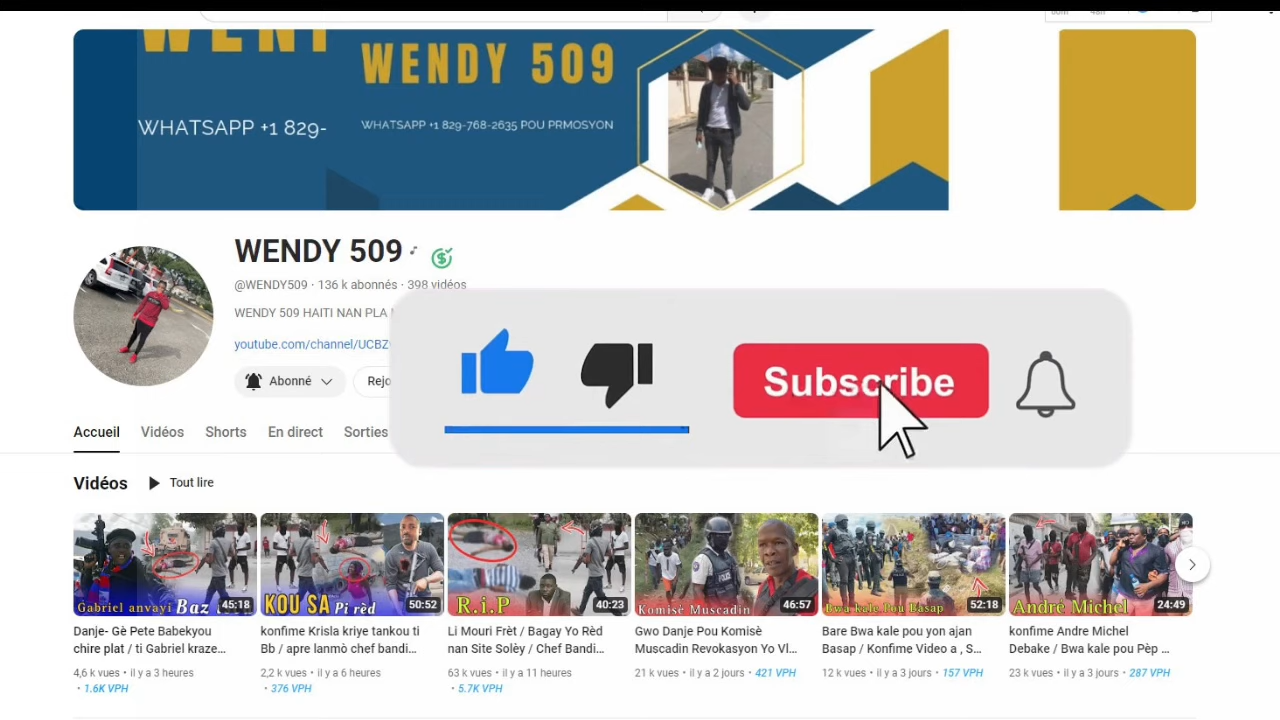 WENDY 509
WHATSAPP +1 829-
WHATSAPP +1 829-768-2635 POU PRMOSYON
WENDY 509
@WENDY509 · 136 k abonnés · 398 vidéos
WENDY 509 HAITI NAN PLA
youtube.com/channel/UCBZ
Abonné
Rejo
Subscribe
Accueil Vidéos Shorts En direct Sorties
Vidéos Tout lire
Gabriel anvayi Baz
45:18
KOU SA Pi rèd
50:52
R.i.P
40:23
Komisè Muscadin
46:57
Bwa kale pou Basap
52:18
Andre Michel
24:49
Danje- Gè Pete Babekyou
chire plat / ti Gabriel kraze...
4,6 k vues · il y a 3 heures
· 1.6K VPH
konfime Krisla kriye tankou ti
Bb / apre lanmò chef bandi...
2,2 k vues · il y a 6 heures
· 376 VPH
Li Mouri Frèt / Bagay Yo Rèd
nan Site Solèy / Chef Bandi...
63 k vues · il y a 11 heures
· 5.7K VPH
Gwo Danje Pou Komisè
Muscadin Revokasyon Yo Vl...
21 k vues · il y a 2 jours · 421 VPH
Bare Bwa kale pou yon ajan
Basap / Konfime Video a , S...
12 k vues · il y a 3 jours · 157 VPH
konfime Andre Michel
Debake / Bwa kale pou Pèp ...
23 k vues · il y a 3 jours · 287 VPH